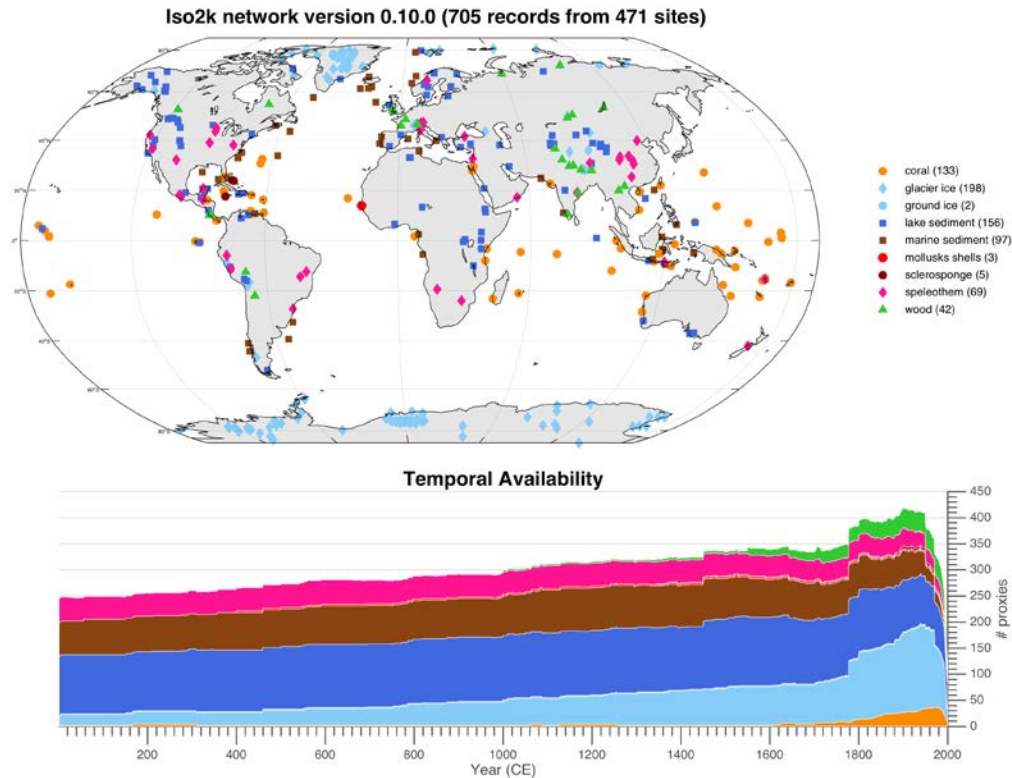 Iso2k network version 0.10.0 (705 records from 471 sites)
coral (133)
glacier ice (198)
ground ice (2)
lake sediment (156)
marine sediment (97)
mollusks shells (3)
sclerosponge (5)
speleothem (69)
wood (42)
Temporal Availability
450
400
350
300
250
200
150
100
50
0
# proxies
200 400 600 800 1000 1200 1400 1600 1800 2000
Year (CE)